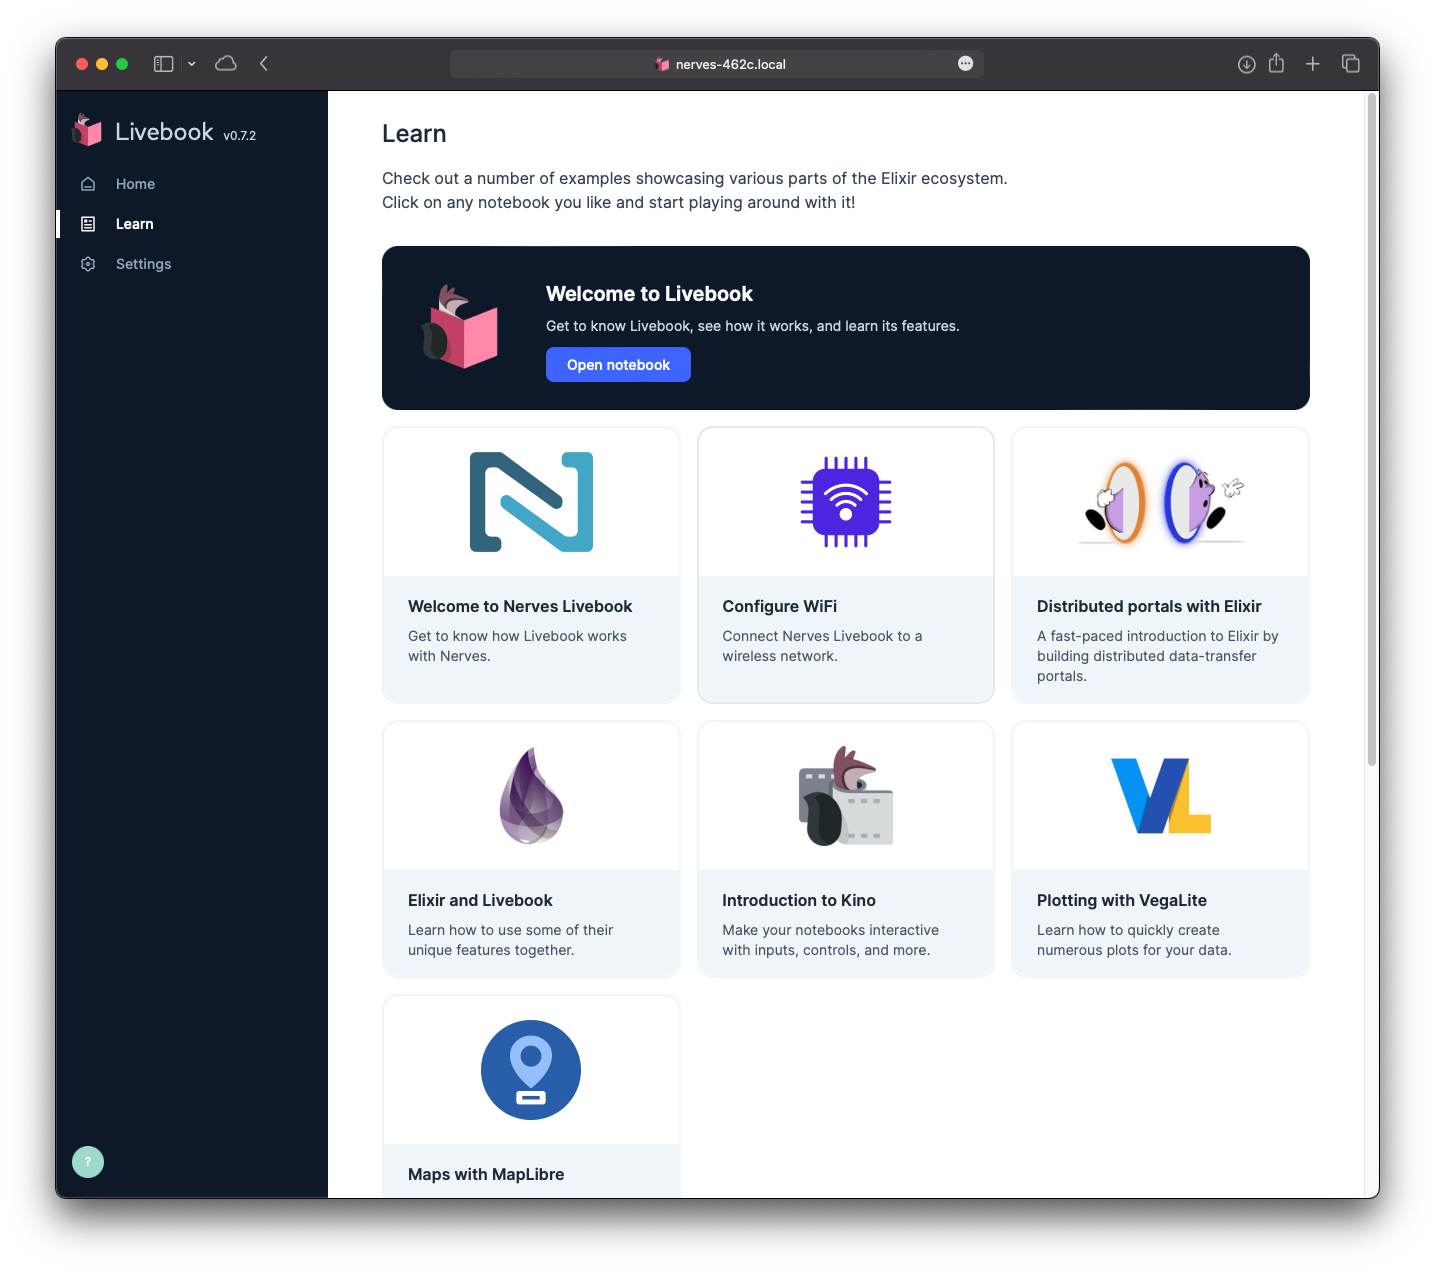 nerves-462c.local
Livebook v0.7.2
Home
Learn
Settings
?
Learn
Check out a number of examples showcasing various parts of the Elixir ecosystem.
Click on any notebook you like and start playing around with it!
Welcome to Livebook
Get to know Livebook, see how it works, and learn its features.
Open notebook
Welcome to Nerves Livebook
Get to know how Livebook works
with Nerves.
Configure WiFi
Connect Nerves Livebook to a
wireless network.
Distributed portals with Elixir
A fast-paced introduction to Elixir by
building distributed data-transfer
portals.
Elixir and Livebook
Learn how to use some of their
unique features together.
Introduction to Kino
Make your notebooks interactive
with inputs, controls, and more.
VL
Plotting with VegaLite
Learn how to quickly create
numerous plots for your data.
Maps with MapLibre